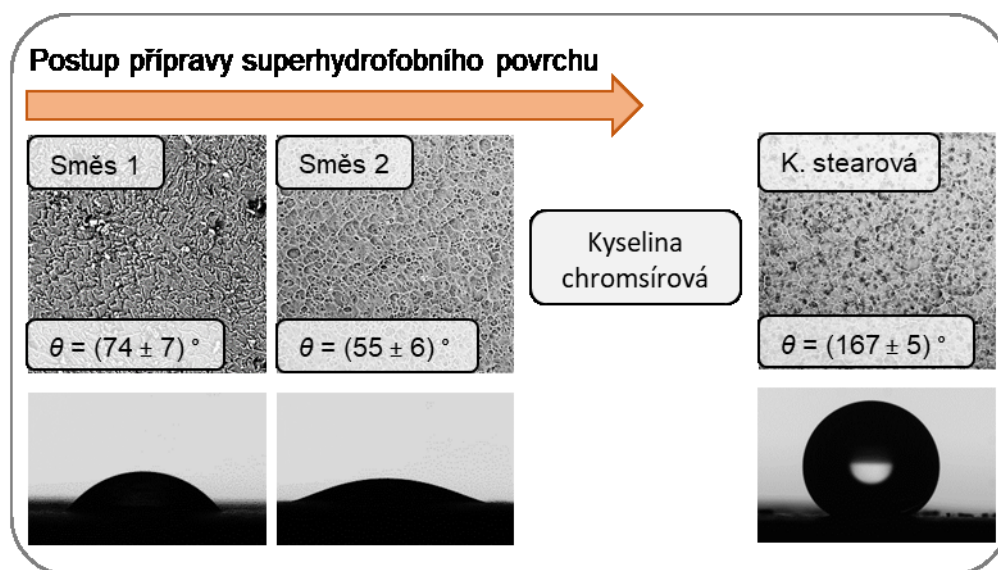 Postup přípravy superhydrofobního povrchu
Směs 1
Směs 2
K. stearová
Kyselina
chromsírová
θ = (74 ± 7) °
θ = (55 ± 6) °
θ = (167 ± 5) °